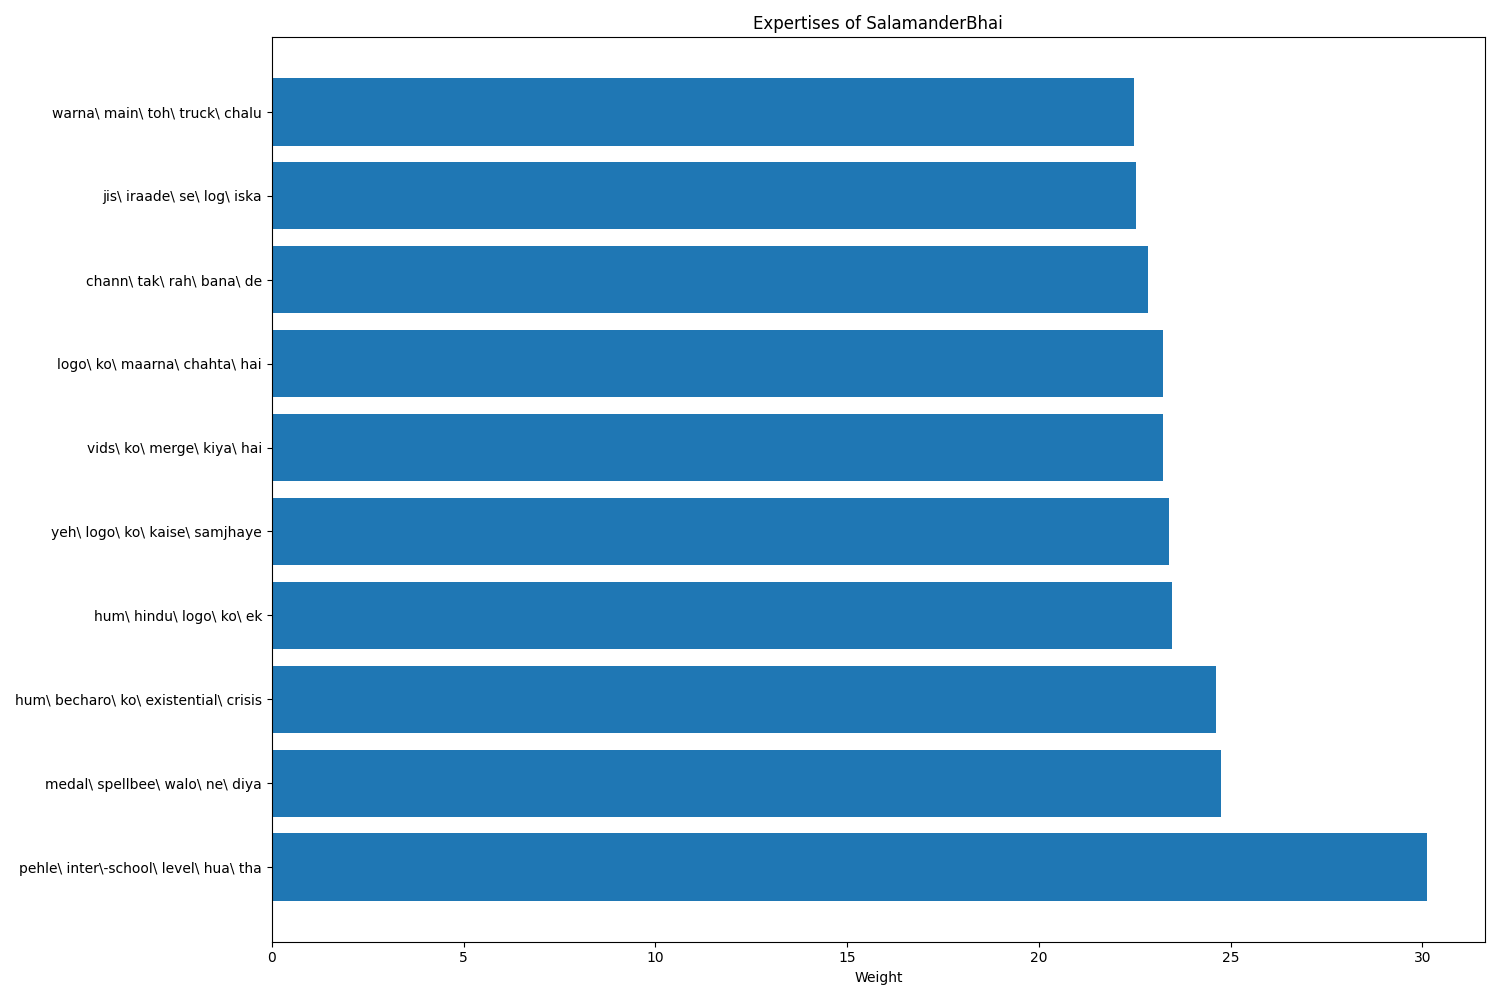 Expertises of SalamanderBhai
warna\ main\ toh\ truck\ chalu
jis\ iraade\ se\ log\ iska
chann\ tak\ rah\ bana\ de
logo\ ko\ maarna\ chahta\ hai
vids\ ko\ merge\ kiya\ hai
yeh\ logo\ ko\ kaise\ samjhaye
hum\ hindu\ logo\ ko\ ek
hum\ becharo\ ko\ existential\ crisis
medal\ spellbee\ walo\ ne\ diya
pehle\ inter\-school\ level\ hua\ tha
0 5 10 15 20 25 30
Weight